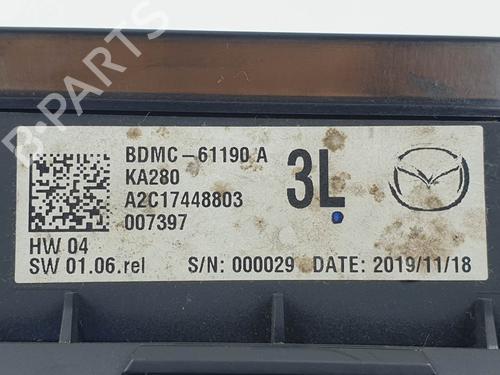 B-PARTS
BDMC-61190 A
KA280
A2C17448803
007397
3L
HW 04
SW 01.06.rel
S/N: 000029 DATE: 2019/11/18